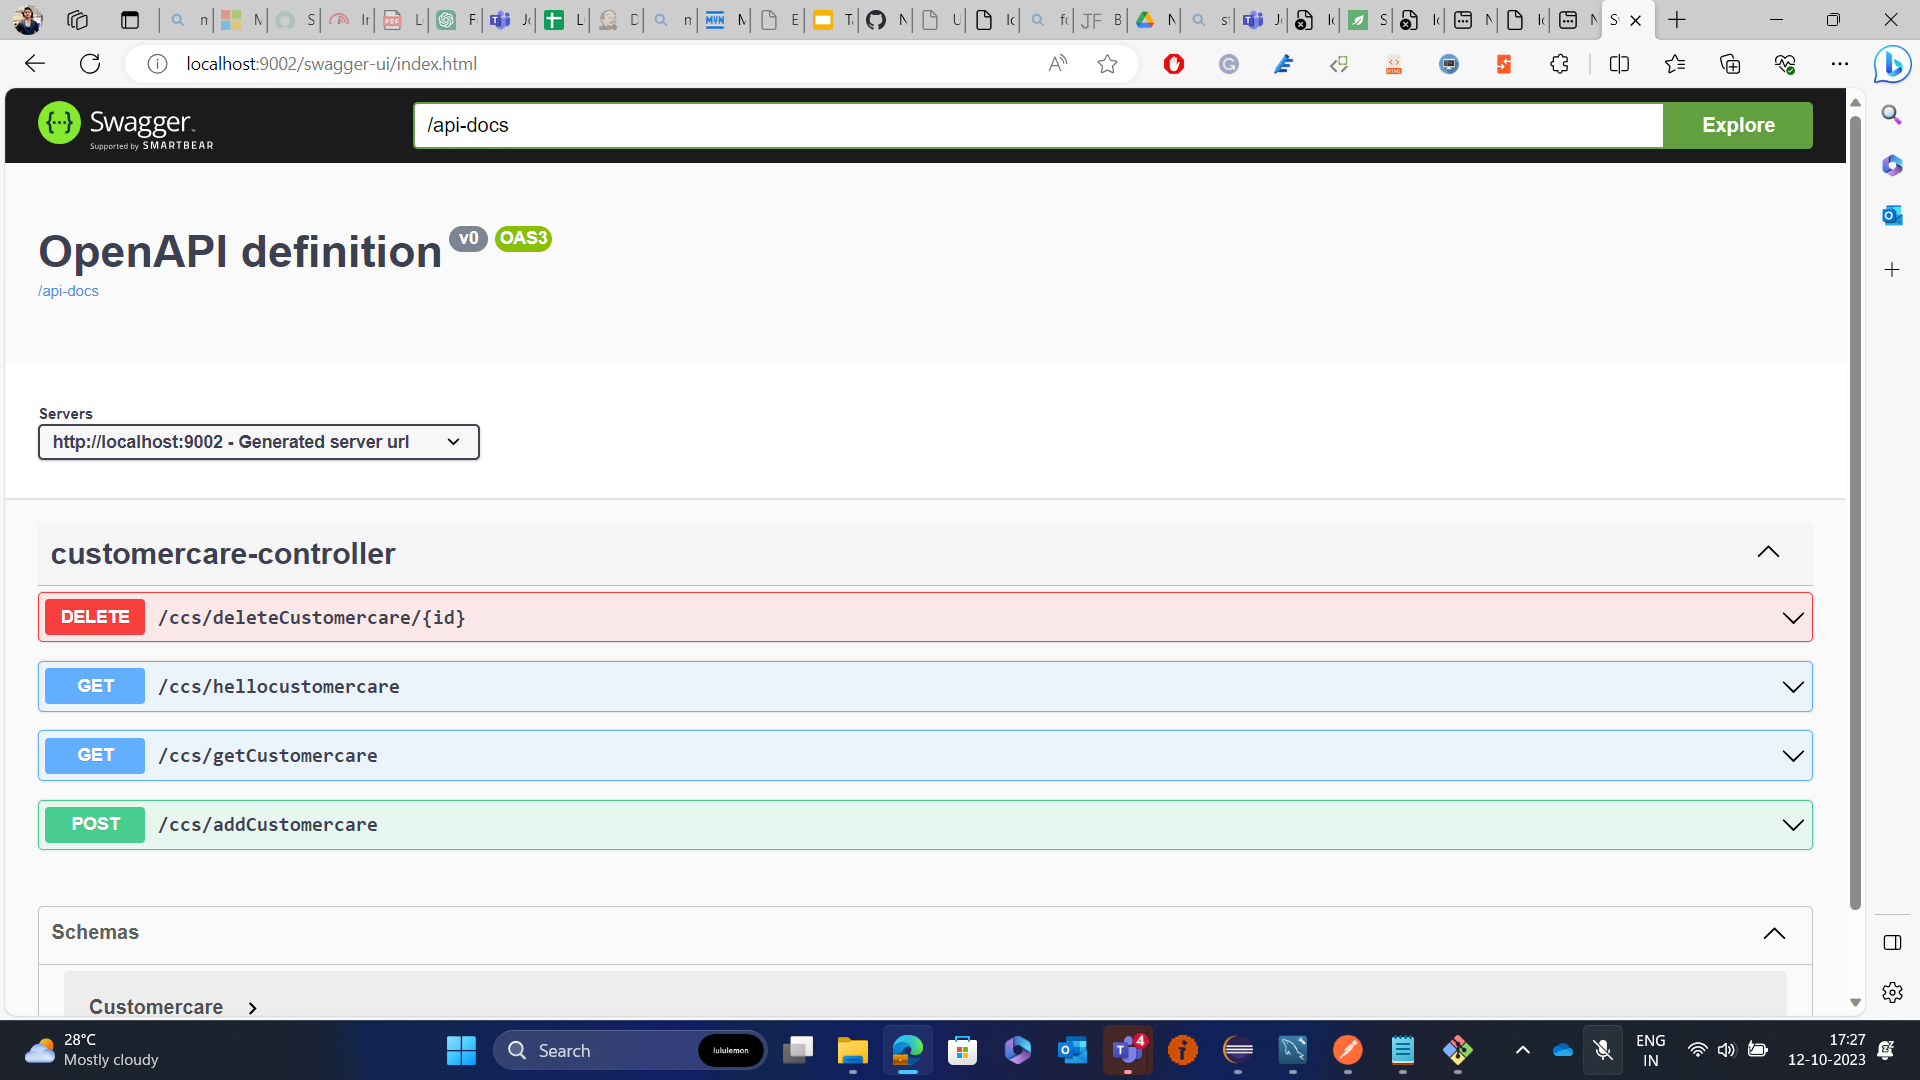 localhost:9002/swagger-ui/index.html
Swagger
Supported by SMARTBEAR
/api-docs
Explore
OpenAPI definition v0 OAS3
/api-docs
Servers
http://localhost:9002 - Generated server url
customercare-controller
DELETE /ccs/deleteCustomercare/{id}
GET /ccs/hellocustomercare
GET /ccs/getCustomercare
POST /ccs/addCustomercare
Schemas
Customercare
28°C
Mostly cloudy
Search
lululemon
4
ENG
IN
17:27
12-10-2023